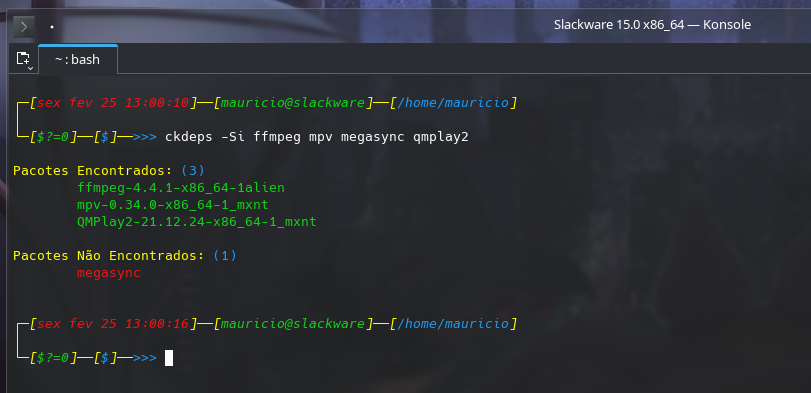 Slackware 15.0 x86_64 — Konsole
~ : bash
┌─[sex fev 25 13:00:10]──[mauricio@slackware]──[/home/mauricio]
└─[$?=0]──[$]──>>> ckdeps -Si ffmpeg mpv megasync qmplay2
Pacotes Encontrados: (3)
ffmpeg-4.4.1-x86_64-1alien
mpv-0.34.0-x86_64-1_mxnt
QMPlay2-21.12.24-x86_64-1_mxnt
Pacotes Não Encontrados: (1)
megasync
┌─[sex fev 25 13:00:16]──[mauricio@slackware]──[/home/mauricio]
└─[$?=0]──[$]──>>>